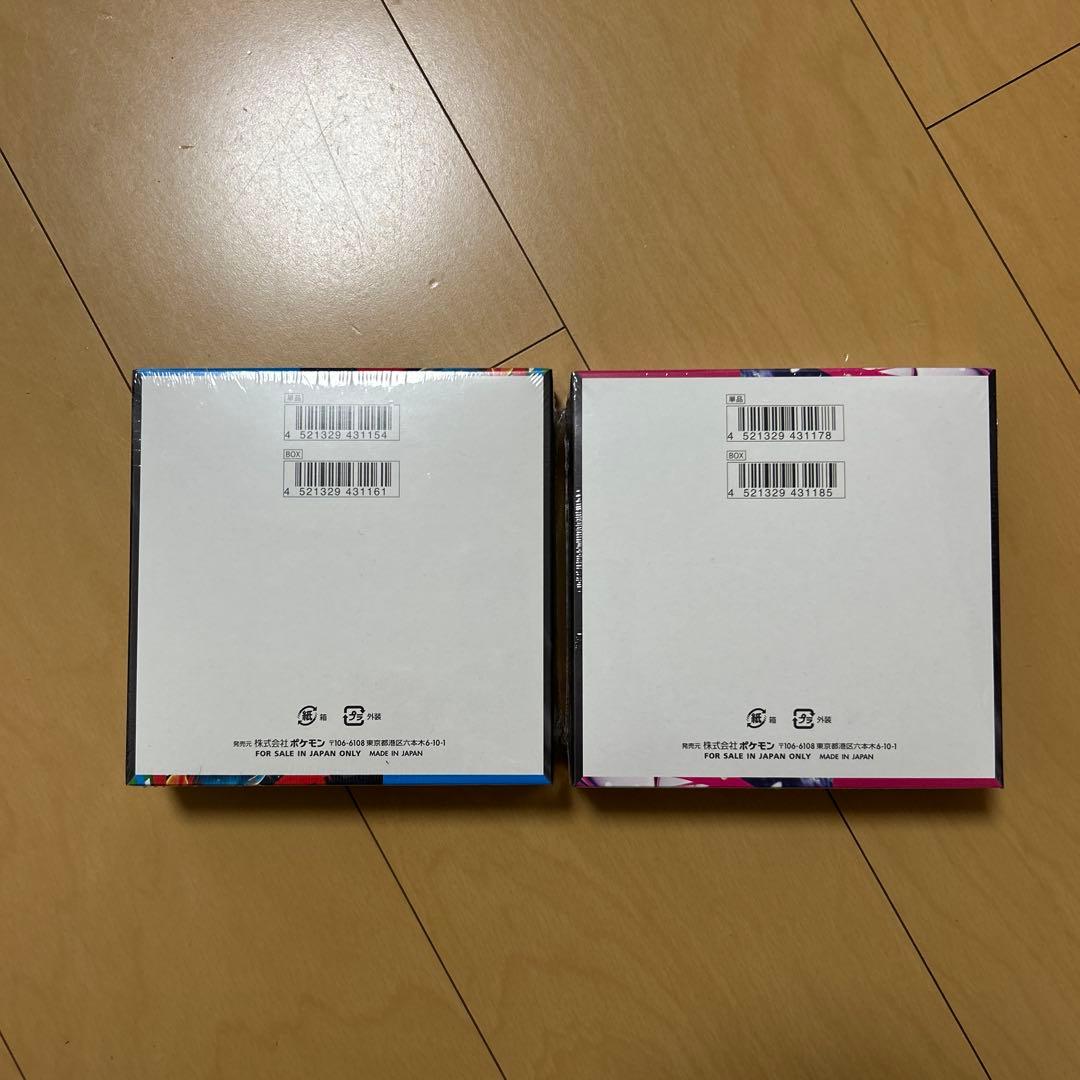 単品
4 521329 431154
BOX
4 521329 431161
紙 箱 プラ 外装
発売元 株式会社 ポケモン 〒106-6108 東京都港区六本木6-10-1
FOR SALE IN JAPAN ONLY MADE IN JAPAN
単品
4 521329 431178
BOX
4 521329 431185
紙 箱 プラ 外装
発売元 株式会社 ポケモン 〒106-6108 東京都港区六本木6-10-1
FOR SALE IN JAPAN ONLY MADE IN JAPAN